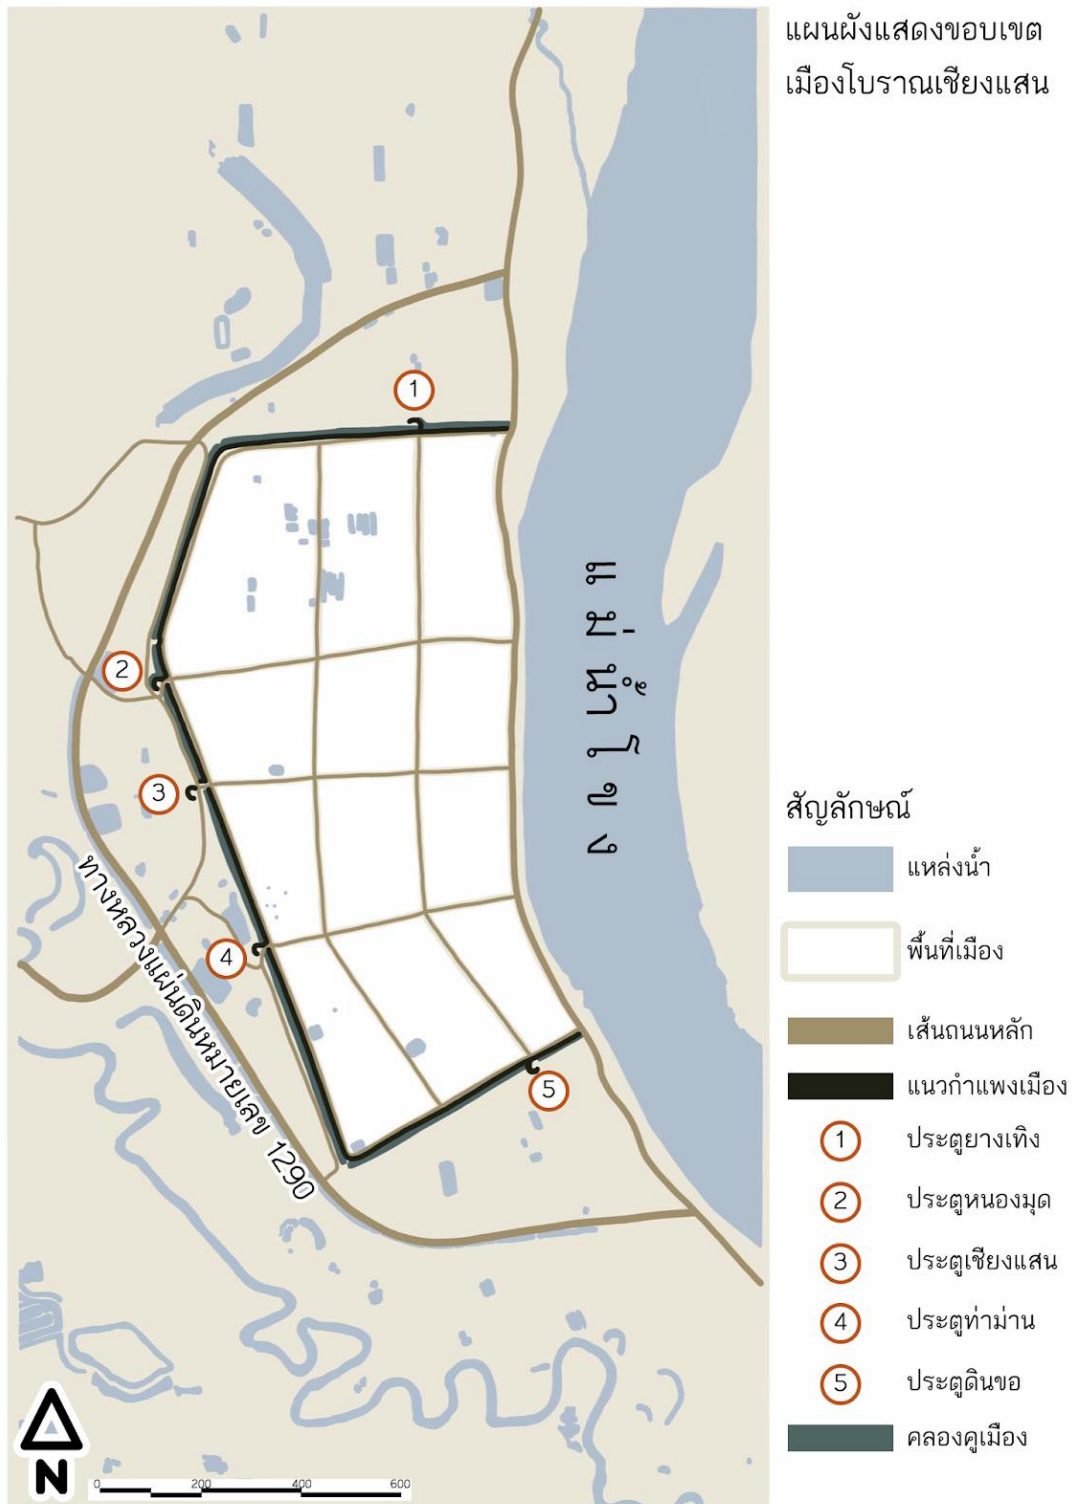 แผนผังแสดงขอบเขต
เมืองโบราณเชียงแสน
1
2
3
4
5
แม่น้ำโขง
ทางหลวงแผ่นดินหมายเลข 1290
สัญลักษณ์
แหล่งน้ำ
พื้นที่เมือง
เส้นถนนหลัก
แนวกำแพงเมือง
1 ประตูยางเทิง
2 ประตูหนองมุด
3 ประตูเชียงแสน
4 ประตูท่าม่าน
5 ประตูดินขอ
คลองคูเมือง
N
0 200 400 600